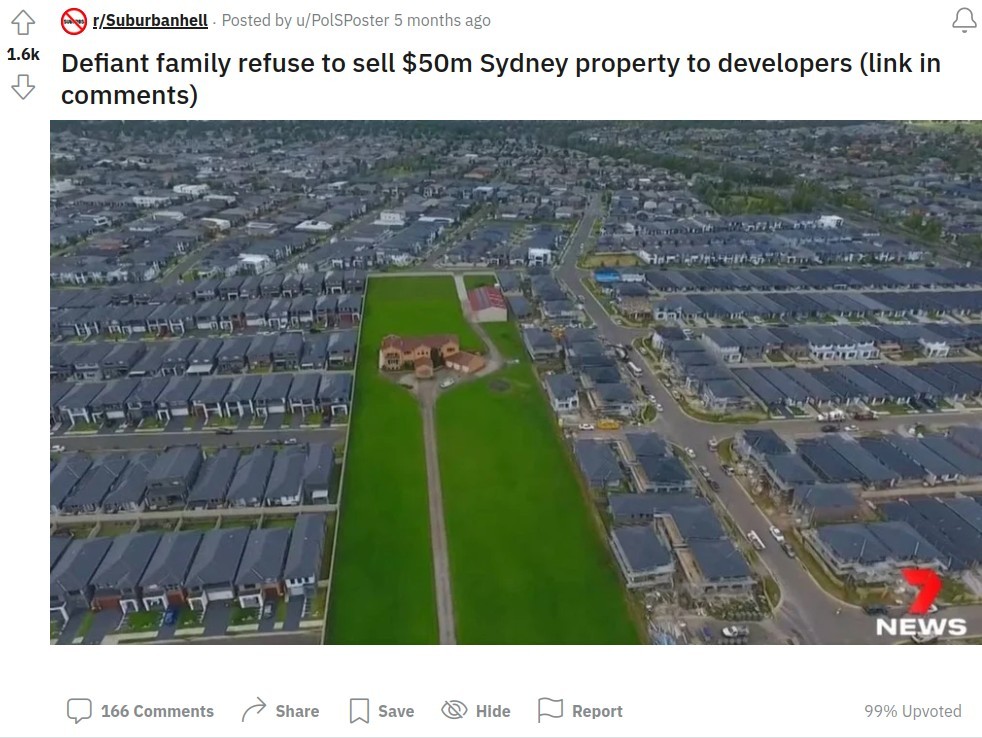 r/Suburbanhell · Posted by u/PolSPoster 5 months ago
1.6k
Defiant family refuse to sell $50m Sydney property to developers (link in
comments)
7
NEWS
166 Comments Share Save Hide Report 99% Upvoted